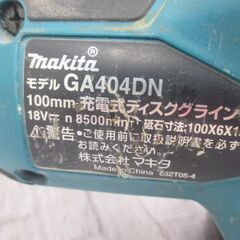 makita®
モデル GA404DN
100mm 充電式ディスクグライン
18V⎓ n 8500min 砥石寸法:100X6X1
●ご使用前に取扱説明書を必ず
お読みください。
株式会社マキタ
Made in China 632T05-4